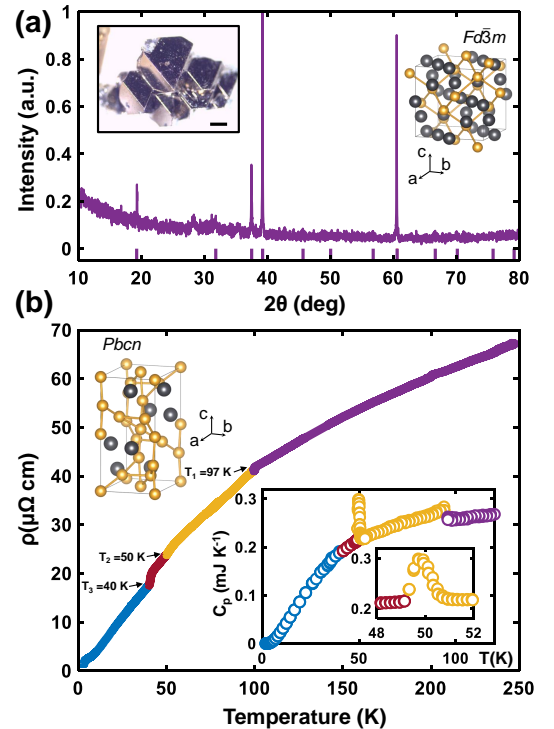 (a)
Intensity (a.u.)
1
0.8
0.6
0.4
0.2
0
Fd3̅m
c
a b
10 20 30 40 50 60 70 80
2θ (deg)
(b)
ρ(μΩ cm)
70
60
50
40
30
20
10
0
Pbcn
c
a b
T₁ =97 K
T₂ =50 K
T₃ =40 K
C_p (mJ K⁻¹)
0.3
0.2
0.1
0
0.3
0.2
48 50 52
50 100 T(K)
0 50 100 150 200 250
Temperature (K)